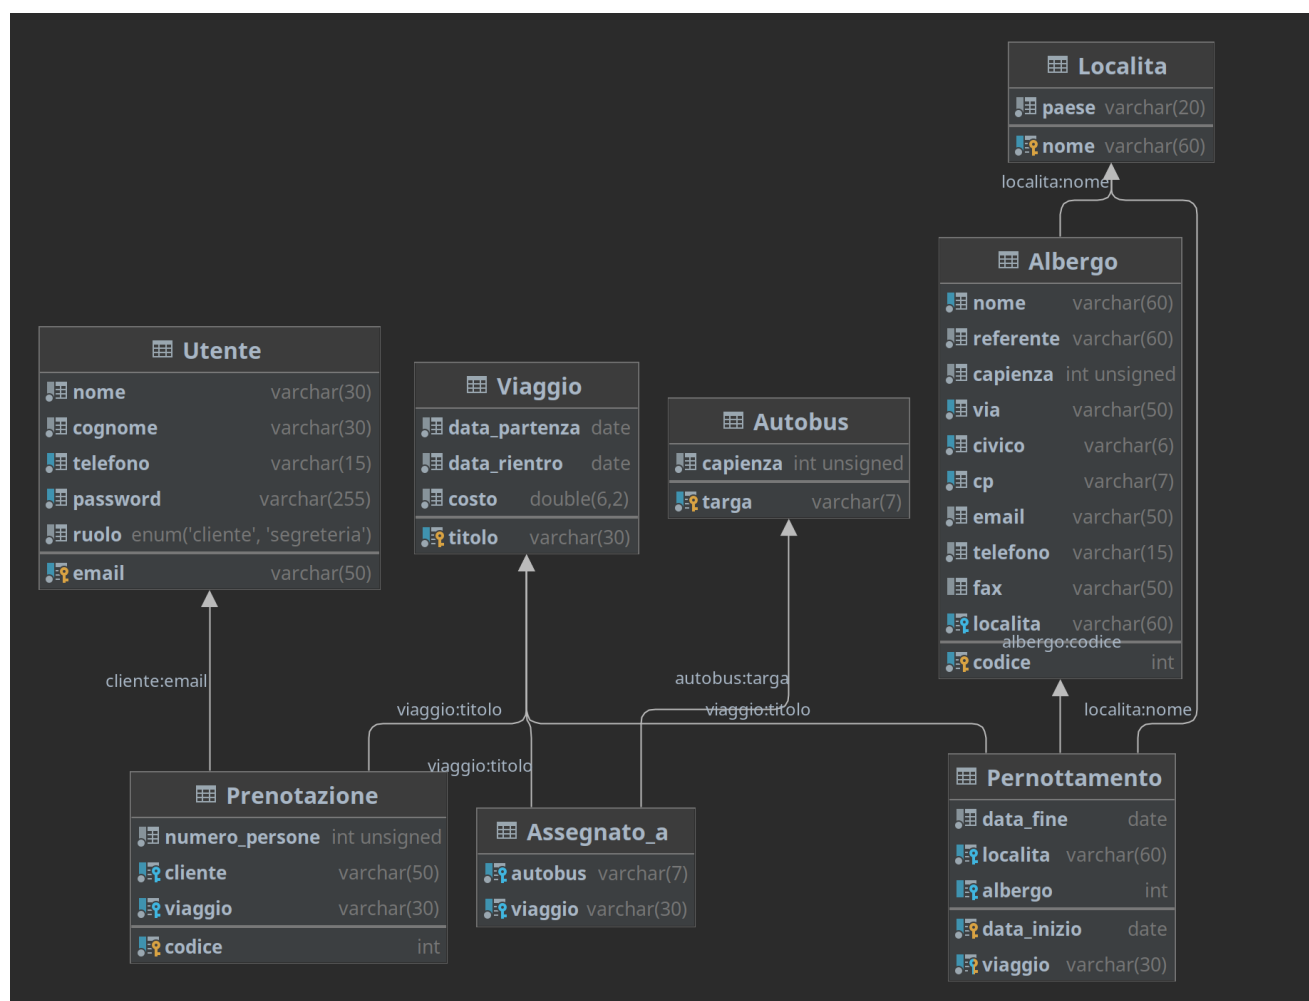 Localita
paese varchar(20)
nome varchar(60)
localita:nome
Albergo
nome varchar(60)
referente varchar(60)
capienza int unsigned
via varchar(50)
civico varchar(6)
cp varchar(7)
email varchar(50)
telefono varchar(15)
fax varchar(50)
localita varchar(60)
albergo:codice
codice int
Utente
nome varchar(30)
cognome varchar(30)
telefono varchar(15)
password varchar(255)
ruolo enum('cliente', 'segreteria')
email varchar(50)
Viaggio
data_partenza date
data_rientro date
costo double(6,2)
titolo varchar(30)
Autobus
capienza int unsigned
targa varchar(7)
cliente:email
viaggio:titolo
viaggio:titolo
autobus:targa
viaggio:titolo
localita:nome
Prenotazione
numero_persone int unsigned
cliente varchar(50)
viaggio varchar(30)
codice int
Assegnato_a
autobus varchar(7)
viaggio varchar(30)
Pernottamento
data_fine date
localita varchar(60)
albergo int
data_inizio date
viaggio varchar(30)